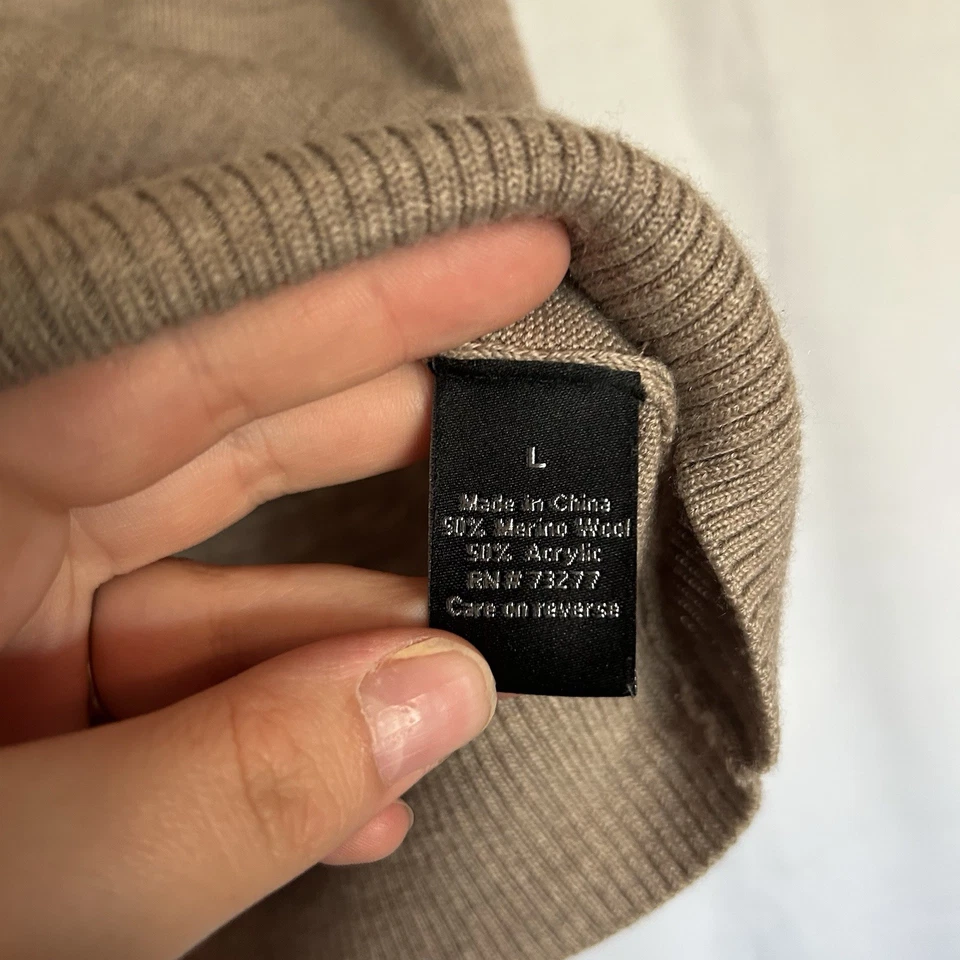 L
Made in China
50% Merino Wool
50% Acrylic
RN# 73277
Care on reverse